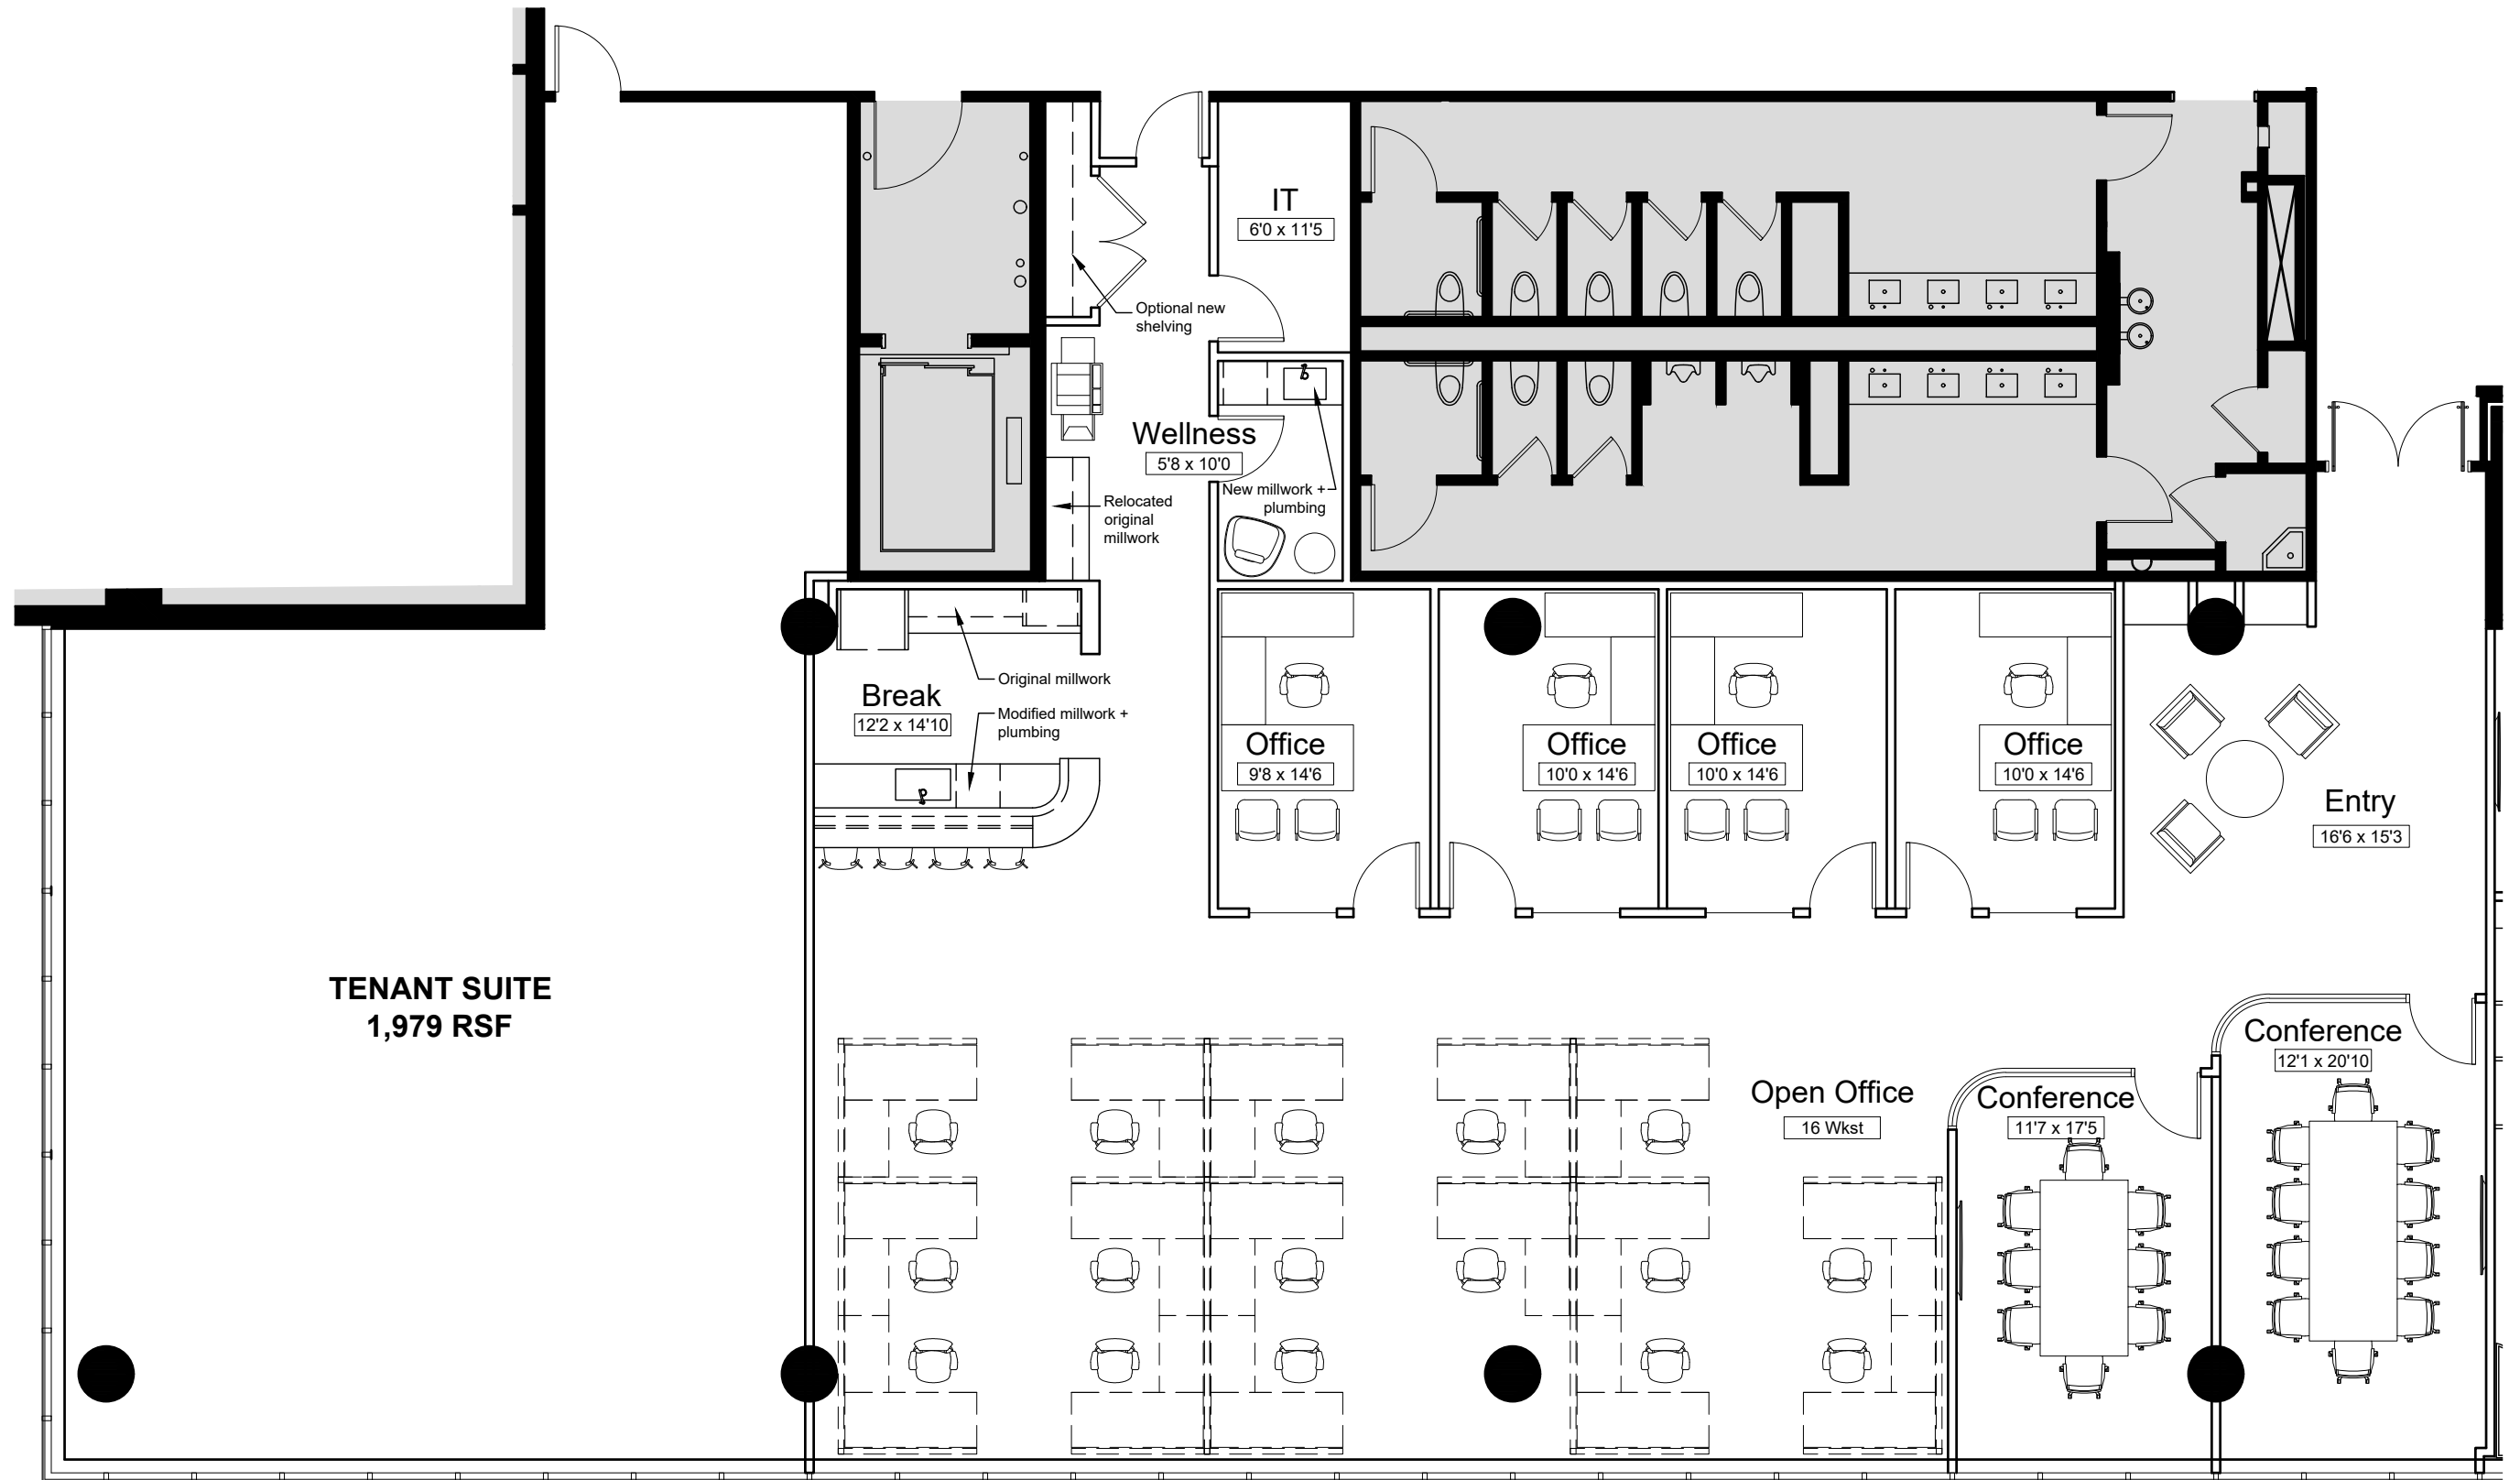 IT
6'0 x 11'5
Optional new
shelving
Wellness
5'8 x 10'0
New millwork +
plumbing
Relocated
original
millwork
Original millwork
Break
12'2 x 14'10
Modified millwork +
plumbing
Office
9'8 x 14'6
Office
10'0 x 14'6
Office
10'0 x 14'6
Office
10'0 x 14'6
Entry
16'6 x 15'3
TENANT SUITE
1,979 RSF
Open Office
16 Wkst
Conference
11'7 x 17'5
Conference
12'1 x 20'10